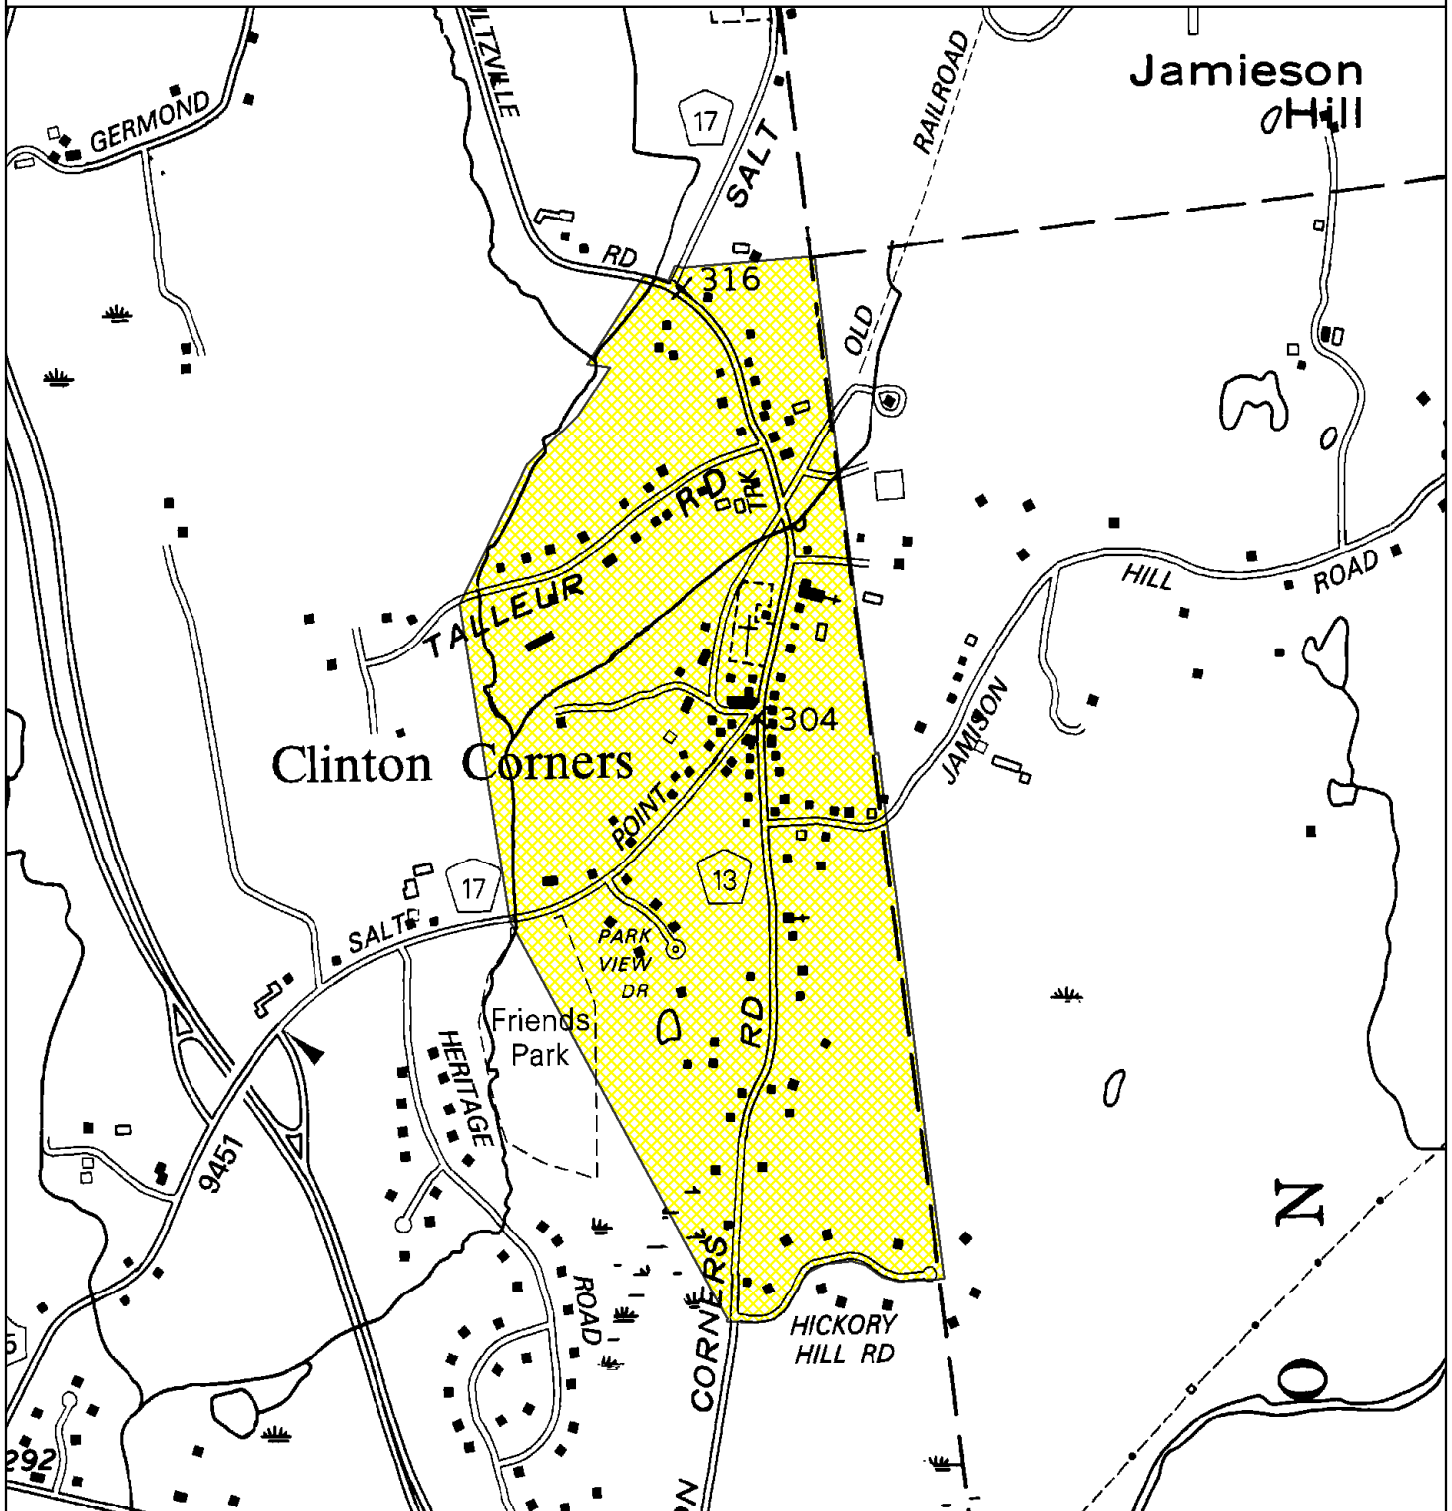 Jamieson
Hill
GERMOND
RAILROAD
17
SALT
RD
316
OLD
RD
TRK
TALLEUR
HILL
ROAD
JAMISON
304
Clinton Corners
POINT
13
17
SALT
PARK
VIEW
DR
RD
Friends
Park
HERITAGE
9451
N
ROAD
CORNERS
HICKORY
HILL RD
O
292